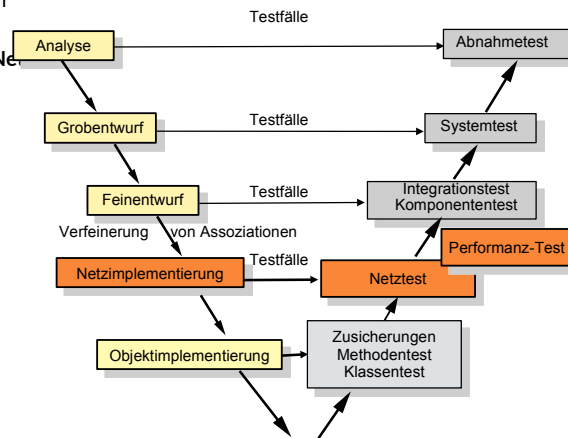 Testfälle
Analyse
Abnahmetest
Testfälle
Grobentwurf
Systemtest
Testfälle
Feinentwurf
Integrationstest
Komponententest
Verfeinerung von Assoziationen
Performanz-Test
Testfälle
Netzimplementierung
Netztest
Zusicherungen
Methodentest
Klassentest
Objektimplementierung